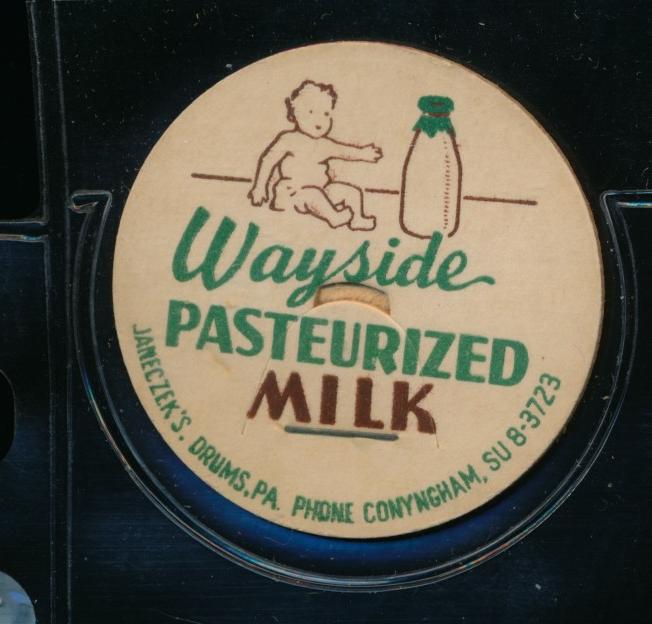 Wayside
PASTEURIZED
MILK
JANECZEK'S. DRUMS, PA. PHONE CONYNGHAM, SU 8-3723